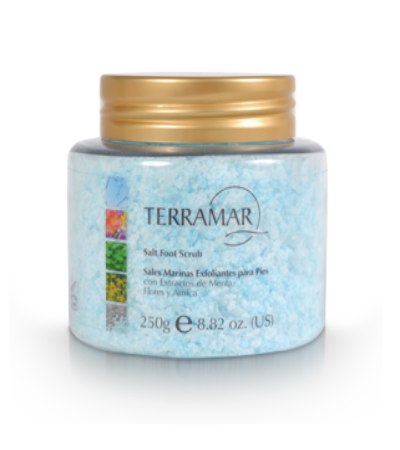 TERRAMAR
Salt Foot Scrub
Sales Marinas Exfoliantes para Pies
con Extractos de Menta,
Flores y Árnica
250g e 8.82 oz. (US)